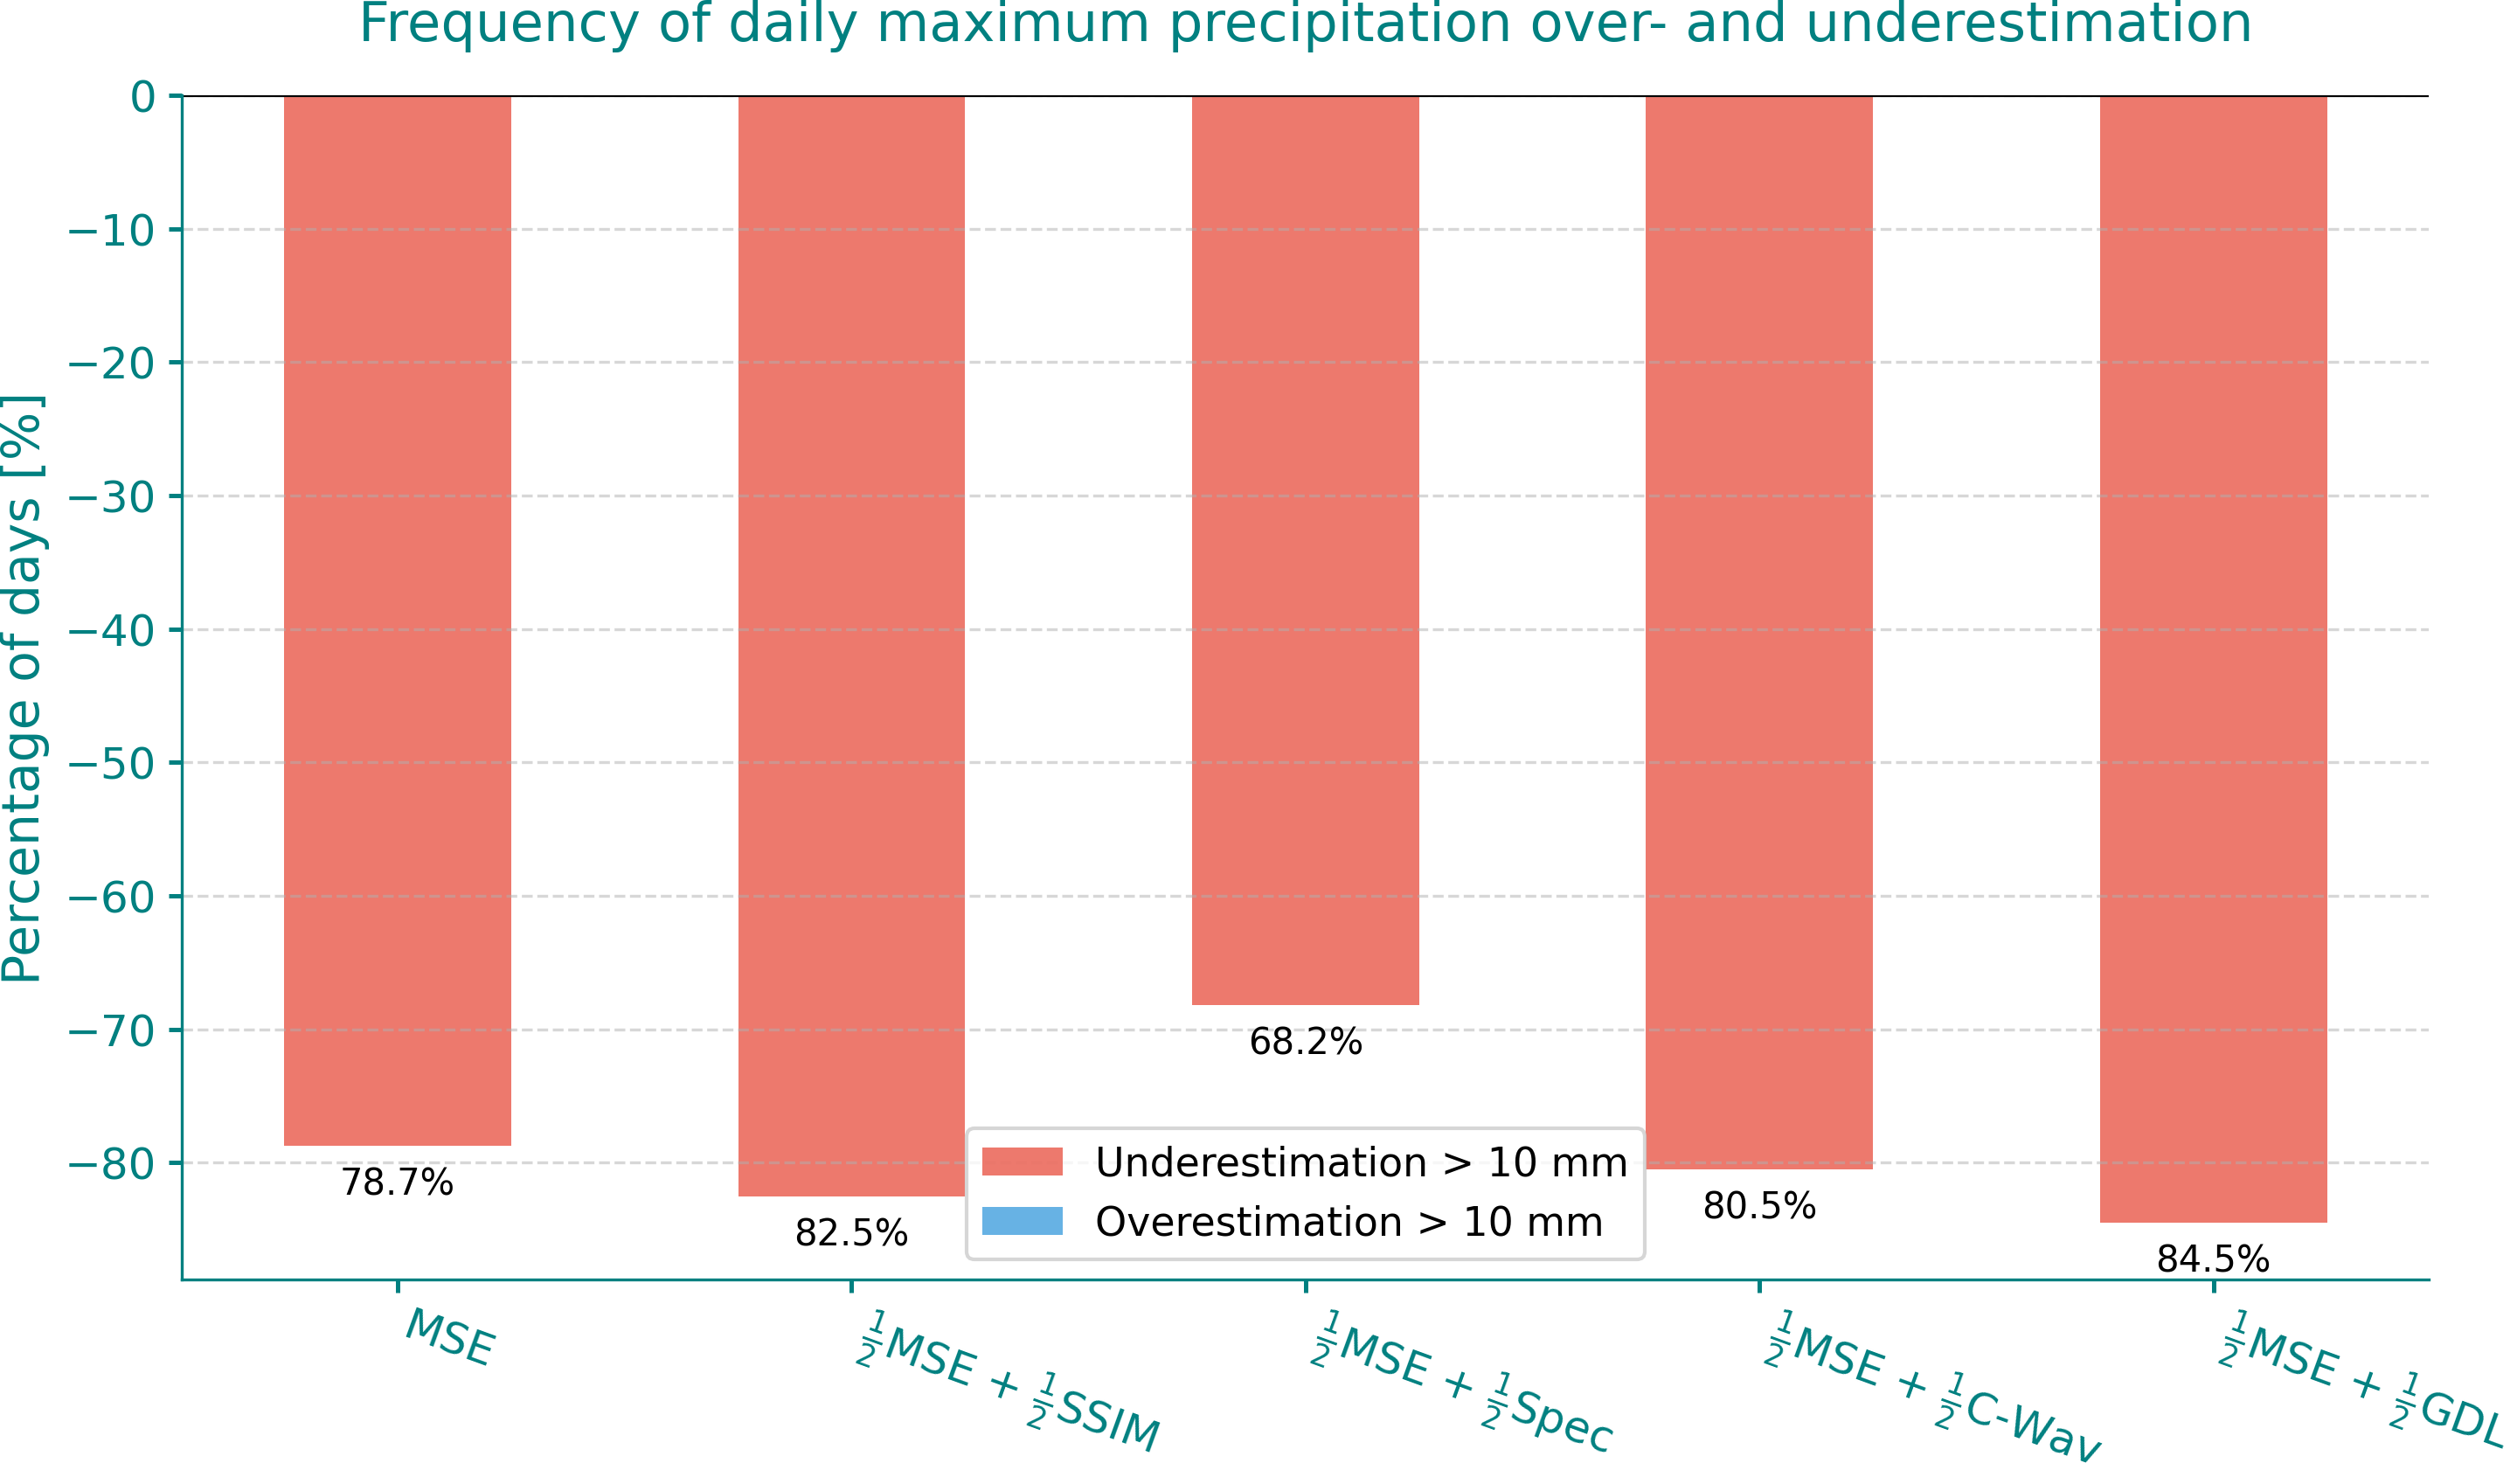 Frequency of daily maximum precipitation over- and underestimation
Percentage of days [%]
0
−10
−20
−30
−40
−50
−60
−70
−80
78.7%
82.5%
68.2%
80.5%
84.5%
Underestimation > 10 mm
Overestimation > 10 mm
MSE
½MSE + ½SSIM
½MSE + ½Spec
½MSE + ½C-Wav
½MSE + ½GDL